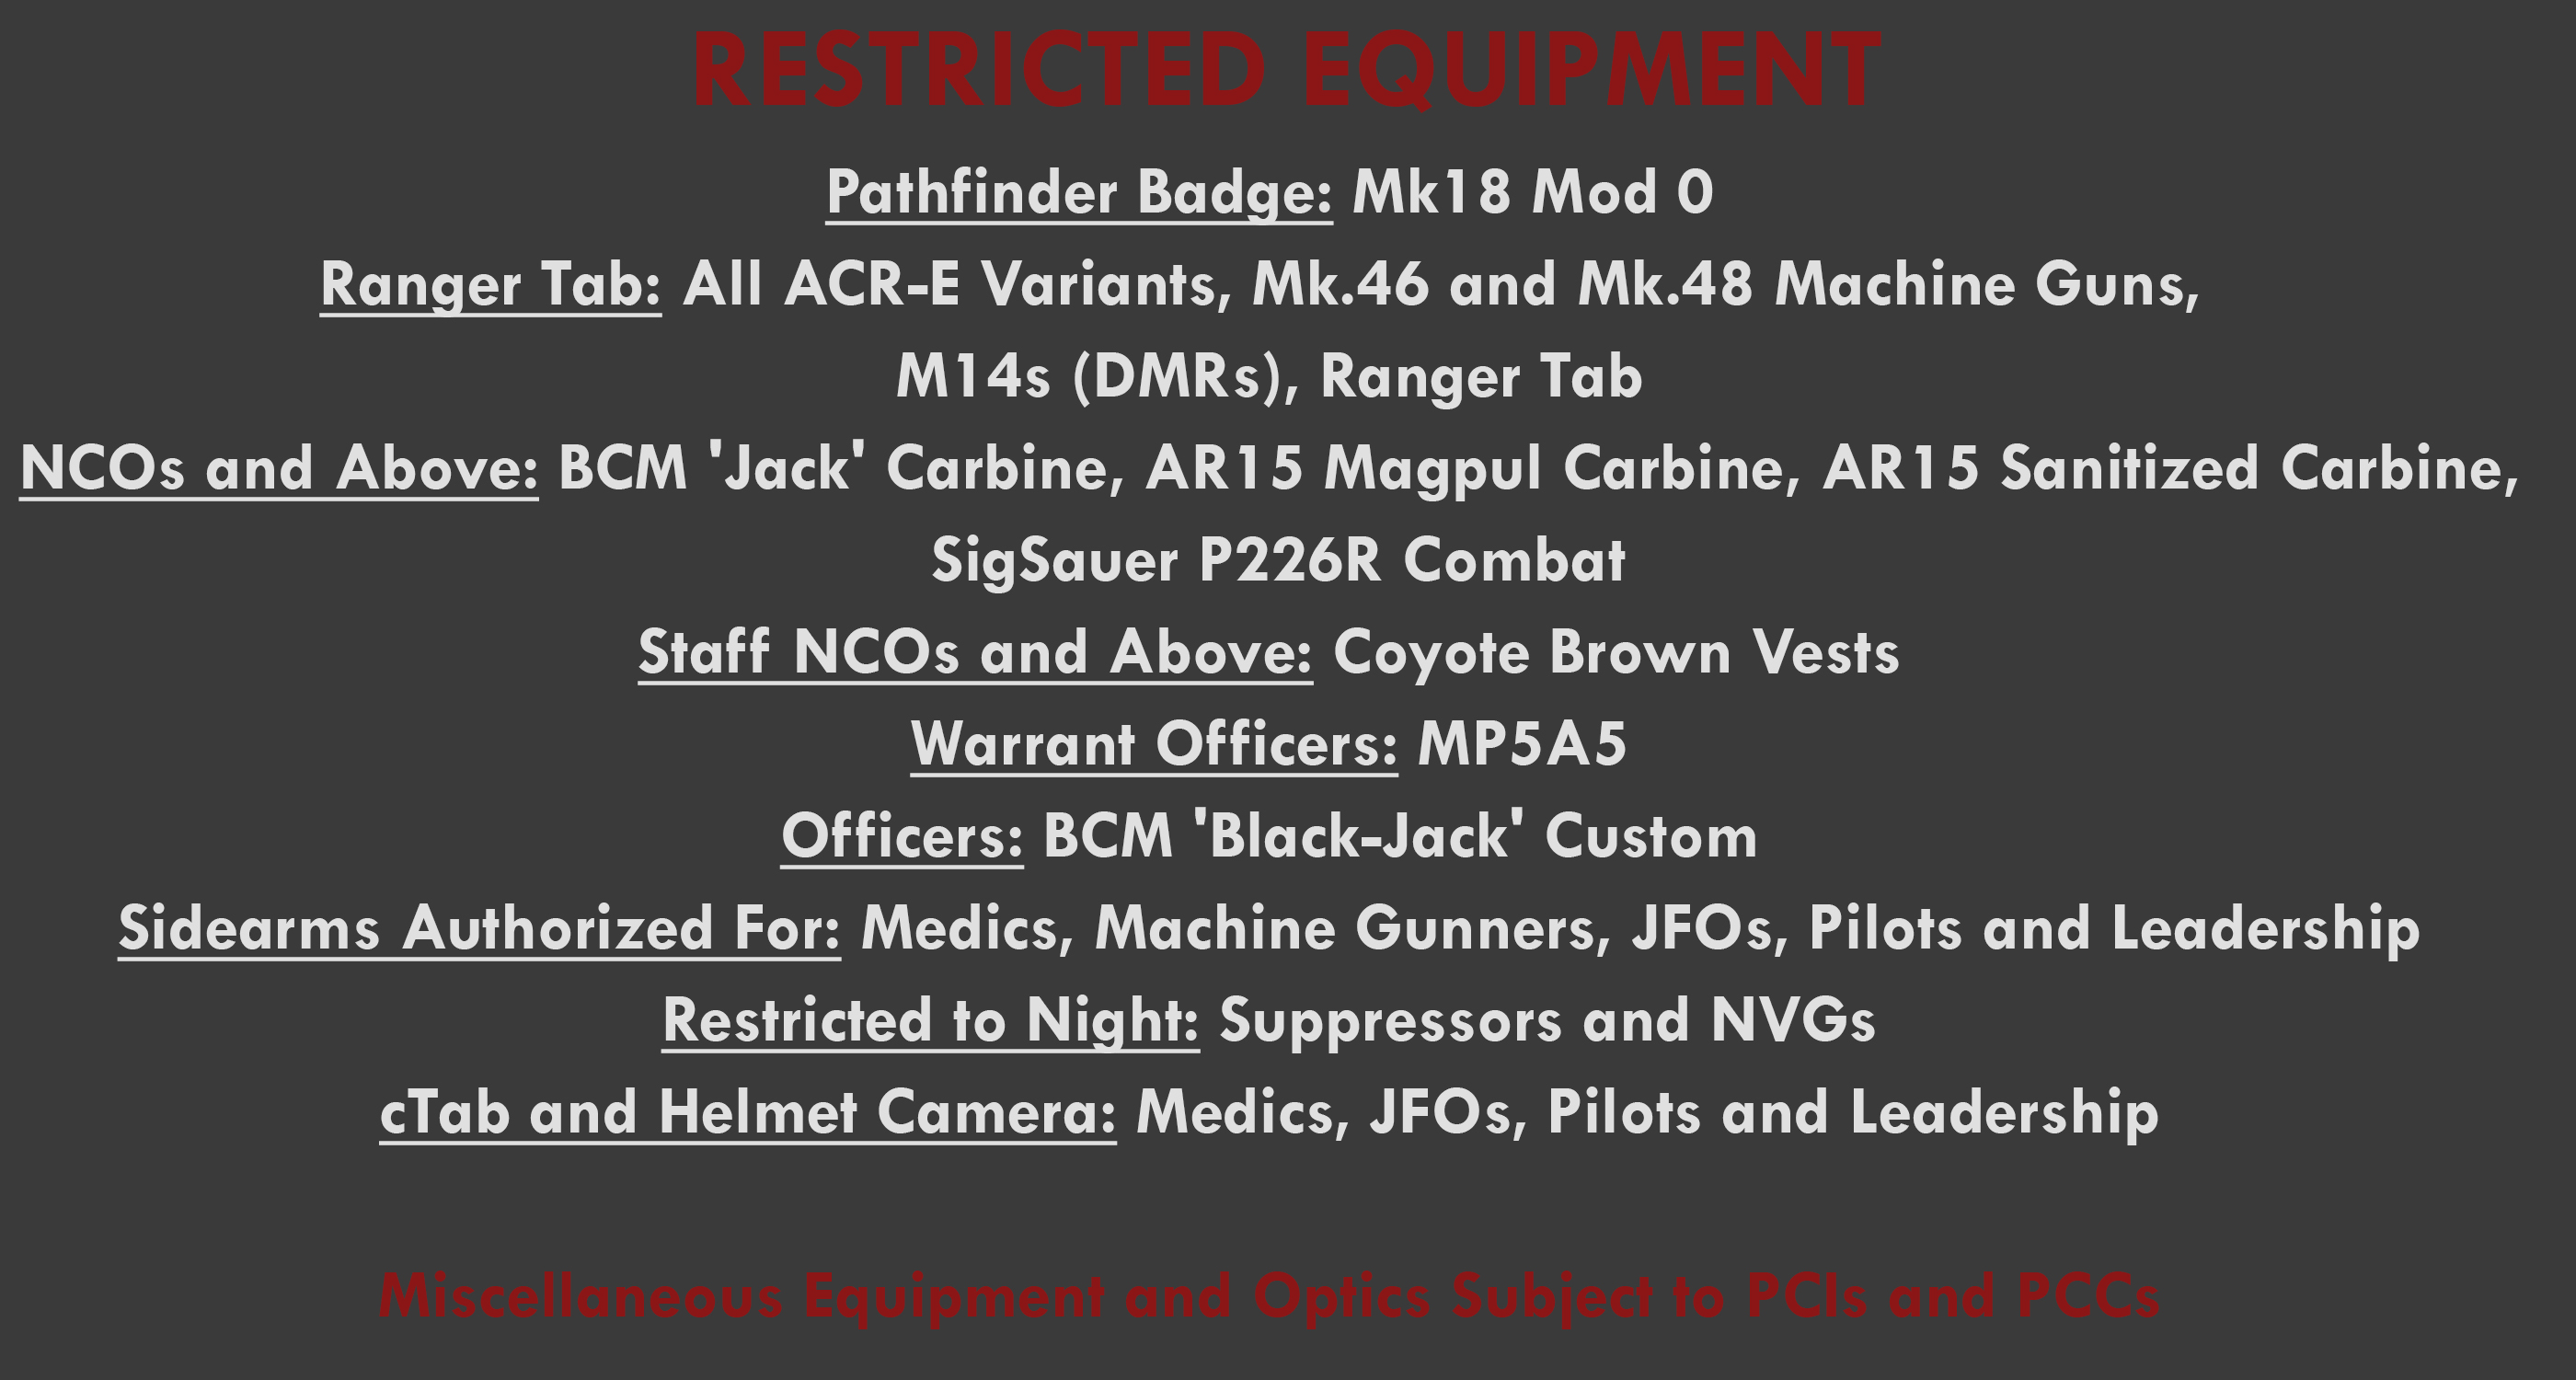 RESTRICTED EQUIPMENT
Pathfinder Badge: Mk18 Mod 0
Ranger Tab: All ACR-E Variants, Mk.46 and Mk.48 Machine Guns,
M14s (DMRs), Ranger Tab
NCOs and Above: BCM 'Jack' Carbine, AR15 Magpul Carbine, AR15 Sanitized Carbine,
SigSauer P226R Combat
Staff NCOs and Above: Coyote Brown Vests
Warrant Officers: MP5A5
Officers: BCM 'Black-Jack' Custom
Sidearms Authorized For: Medics, Machine Gunners, JFOs, Pilots and Leadership
Restricted to Night: Suppressors and NVGs
cTab and Helmet Camera: Medics, JFOs, Pilots and Leadership
Miscellaneous Equipment and Optics Subject to PCIs and PCCs